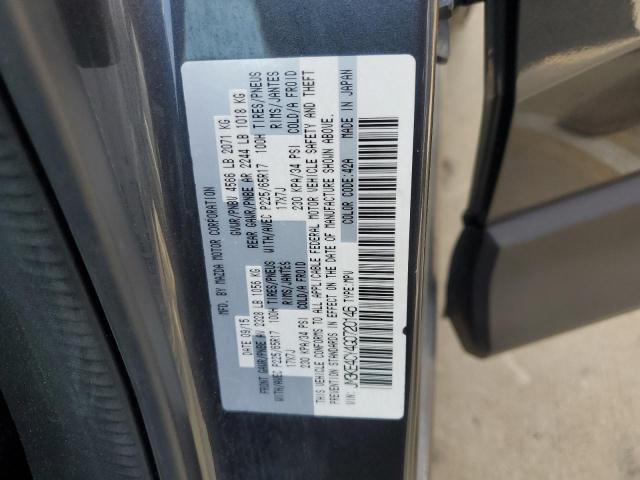 MFD. BY MAZDA MOTOR CORPORATION
DATE 09/15 GVWR/PNBV 4566 LB 2071 KG
FRONT GAWR/PNBE AV 2328 LB 1056 KG REAR GAWR/PNBE AR 2244 LB 1018 KG
WITH/AVEC P225/65R17 100H TIRES/PNEUS WITH/AVEC P225/65R17 100H TIRES/PNEUS
17X7J RIMS/JANTES 17X7J RIMS/JANTES
230 KPA/34 PSI COLD/A FROID 230 KPA/34 PSI COLD/A FROID
THIS VEHICLE CONFORMS TO ALL APPLICABLE FEDERAL MOTOR VEHICLE SAFETY AND THEFT
PREVENTION STANDARDS IN EFFECT ON THE DATE OF MANUFACTURE SHOWN ABOVE.
VIN: JM3KE4CY4G0720146 TYPE:MPV COLOR CODE:42A MADE IN JAPAN